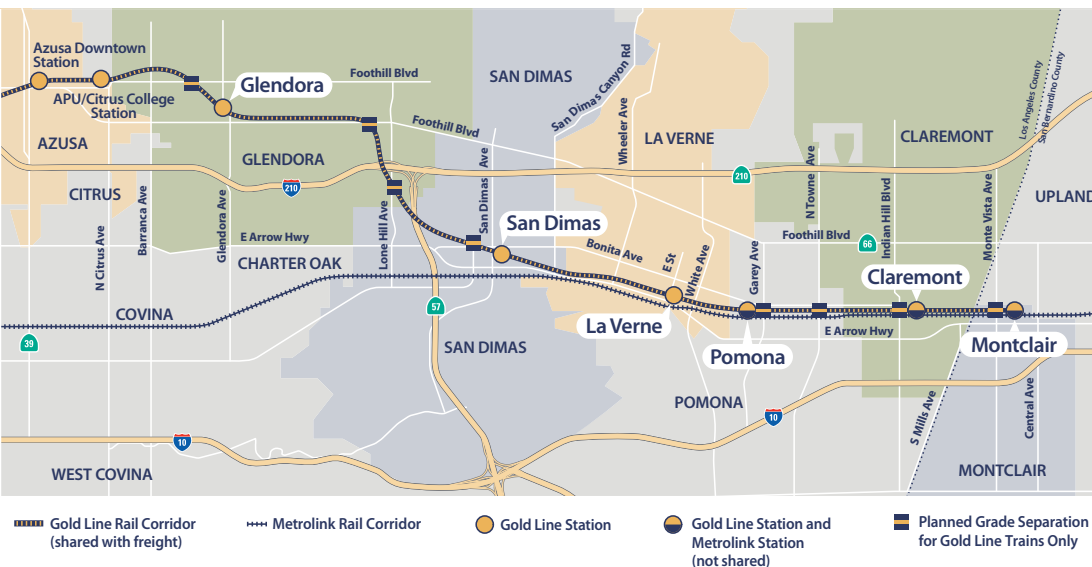 Azusa Downtown
Station
APU/Citrus College
Station
Glendora
Foothill Blvd
SAN DIMAS
San Dimas Canyon Rd
Foothill Blvd
Wheeler Ave
LA VERNE
CLAREMONT
Los Angeles County
San Bernardino County
AZUSA
GLENDORA
210
210
CITRUS
N Citrus Ave
Barranca Ave
Glendora Ave
Lone Hill Ave
San Dimas Ave
N Towne Ave
Indian Hill Blvd
Monte Vista Ave
UPLAND
San Dimas
E Arrow Hwy
CHARTER OAK
Bonita Ave
E St
White Ave
Garey Ave
Foothill Blvd
66
Claremont
57
COVINA
39
La Verne
E Arrow Hwy
Pomona
Montclair
SAN DIMAS
POMONA
10
10
S Mills Ave
Central Ave
WEST COVINA
MONTCLAIR
Gold Line Rail Corridor
(shared with freight)
Metrolink Rail Corridor
Gold Line Station
Gold Line Station and
Metrolink Station
(not shared)
Planned Grade Separation
for Gold Line Trains Only